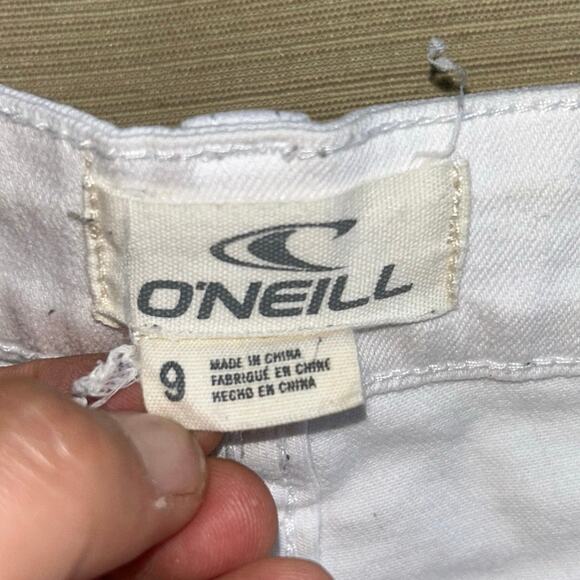 O'NEILL
9
MADE IN CHINA
FABRIQUÉ EN CHINE
HECHO EN CHINA